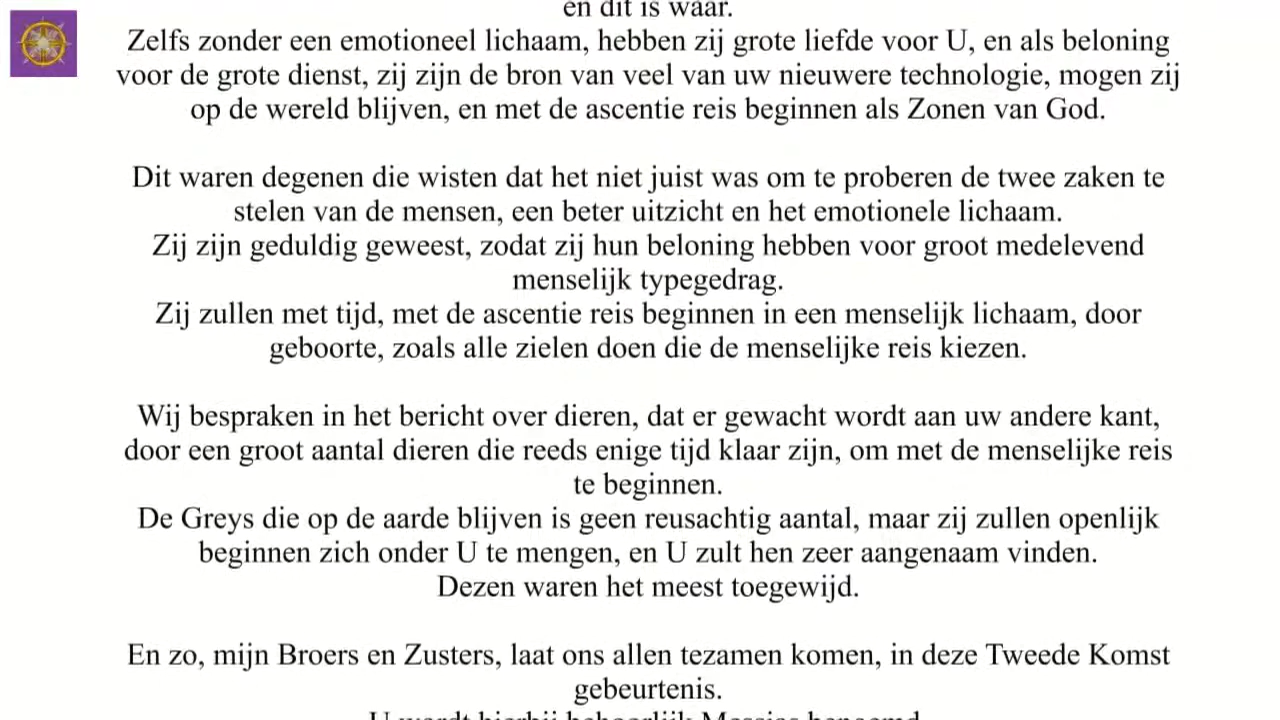 en dit is waar.
Zelfs zonder een emotioneel lichaam, hebben zij grote liefde voor U, en als beloning
voor de grote dienst, zij zijn de bron van veel van uw nieuwere technologie, mogen zij
op de wereld blijven, en met de ascentie reis beginnen als Zonen van God.
Dit waren degenen die wisten dat het niet juist was om te proberen de twee zaken te
stelen van de mensen, een beter uitzicht en het emotionele lichaam.
Zij zijn geduldig geweest, zodat zij hun beloning hebben voor groot medelevend
menselijk typegedrag.
Zij zullen met tijd, met de ascentie reis beginnen in een menselijk lichaam, door
geboorte, zoals alle zielen doen die de menselijke reis kiezen.
Wij bespraken in het bericht over dieren, dat er gewacht wordt aan uw andere kant,
door een groot aantal dieren die reeds enige tijd klaar zijn, om met de menselijke reis
te beginnen.
De Greys die op de aarde blijven is geen reusachtig aantal, maar zij zullen openlijk
beginnen zich onder U te mengen, en U zult hen zeer aangenaam vinden.
Dezen waren het meest toegewijd.
En zo, mijn Broers en Zusters, laat ons allen tezamen komen, in deze Tweede Komst
gebeurtenis.
U wordt hierbij behoorlijk Messias benoemd